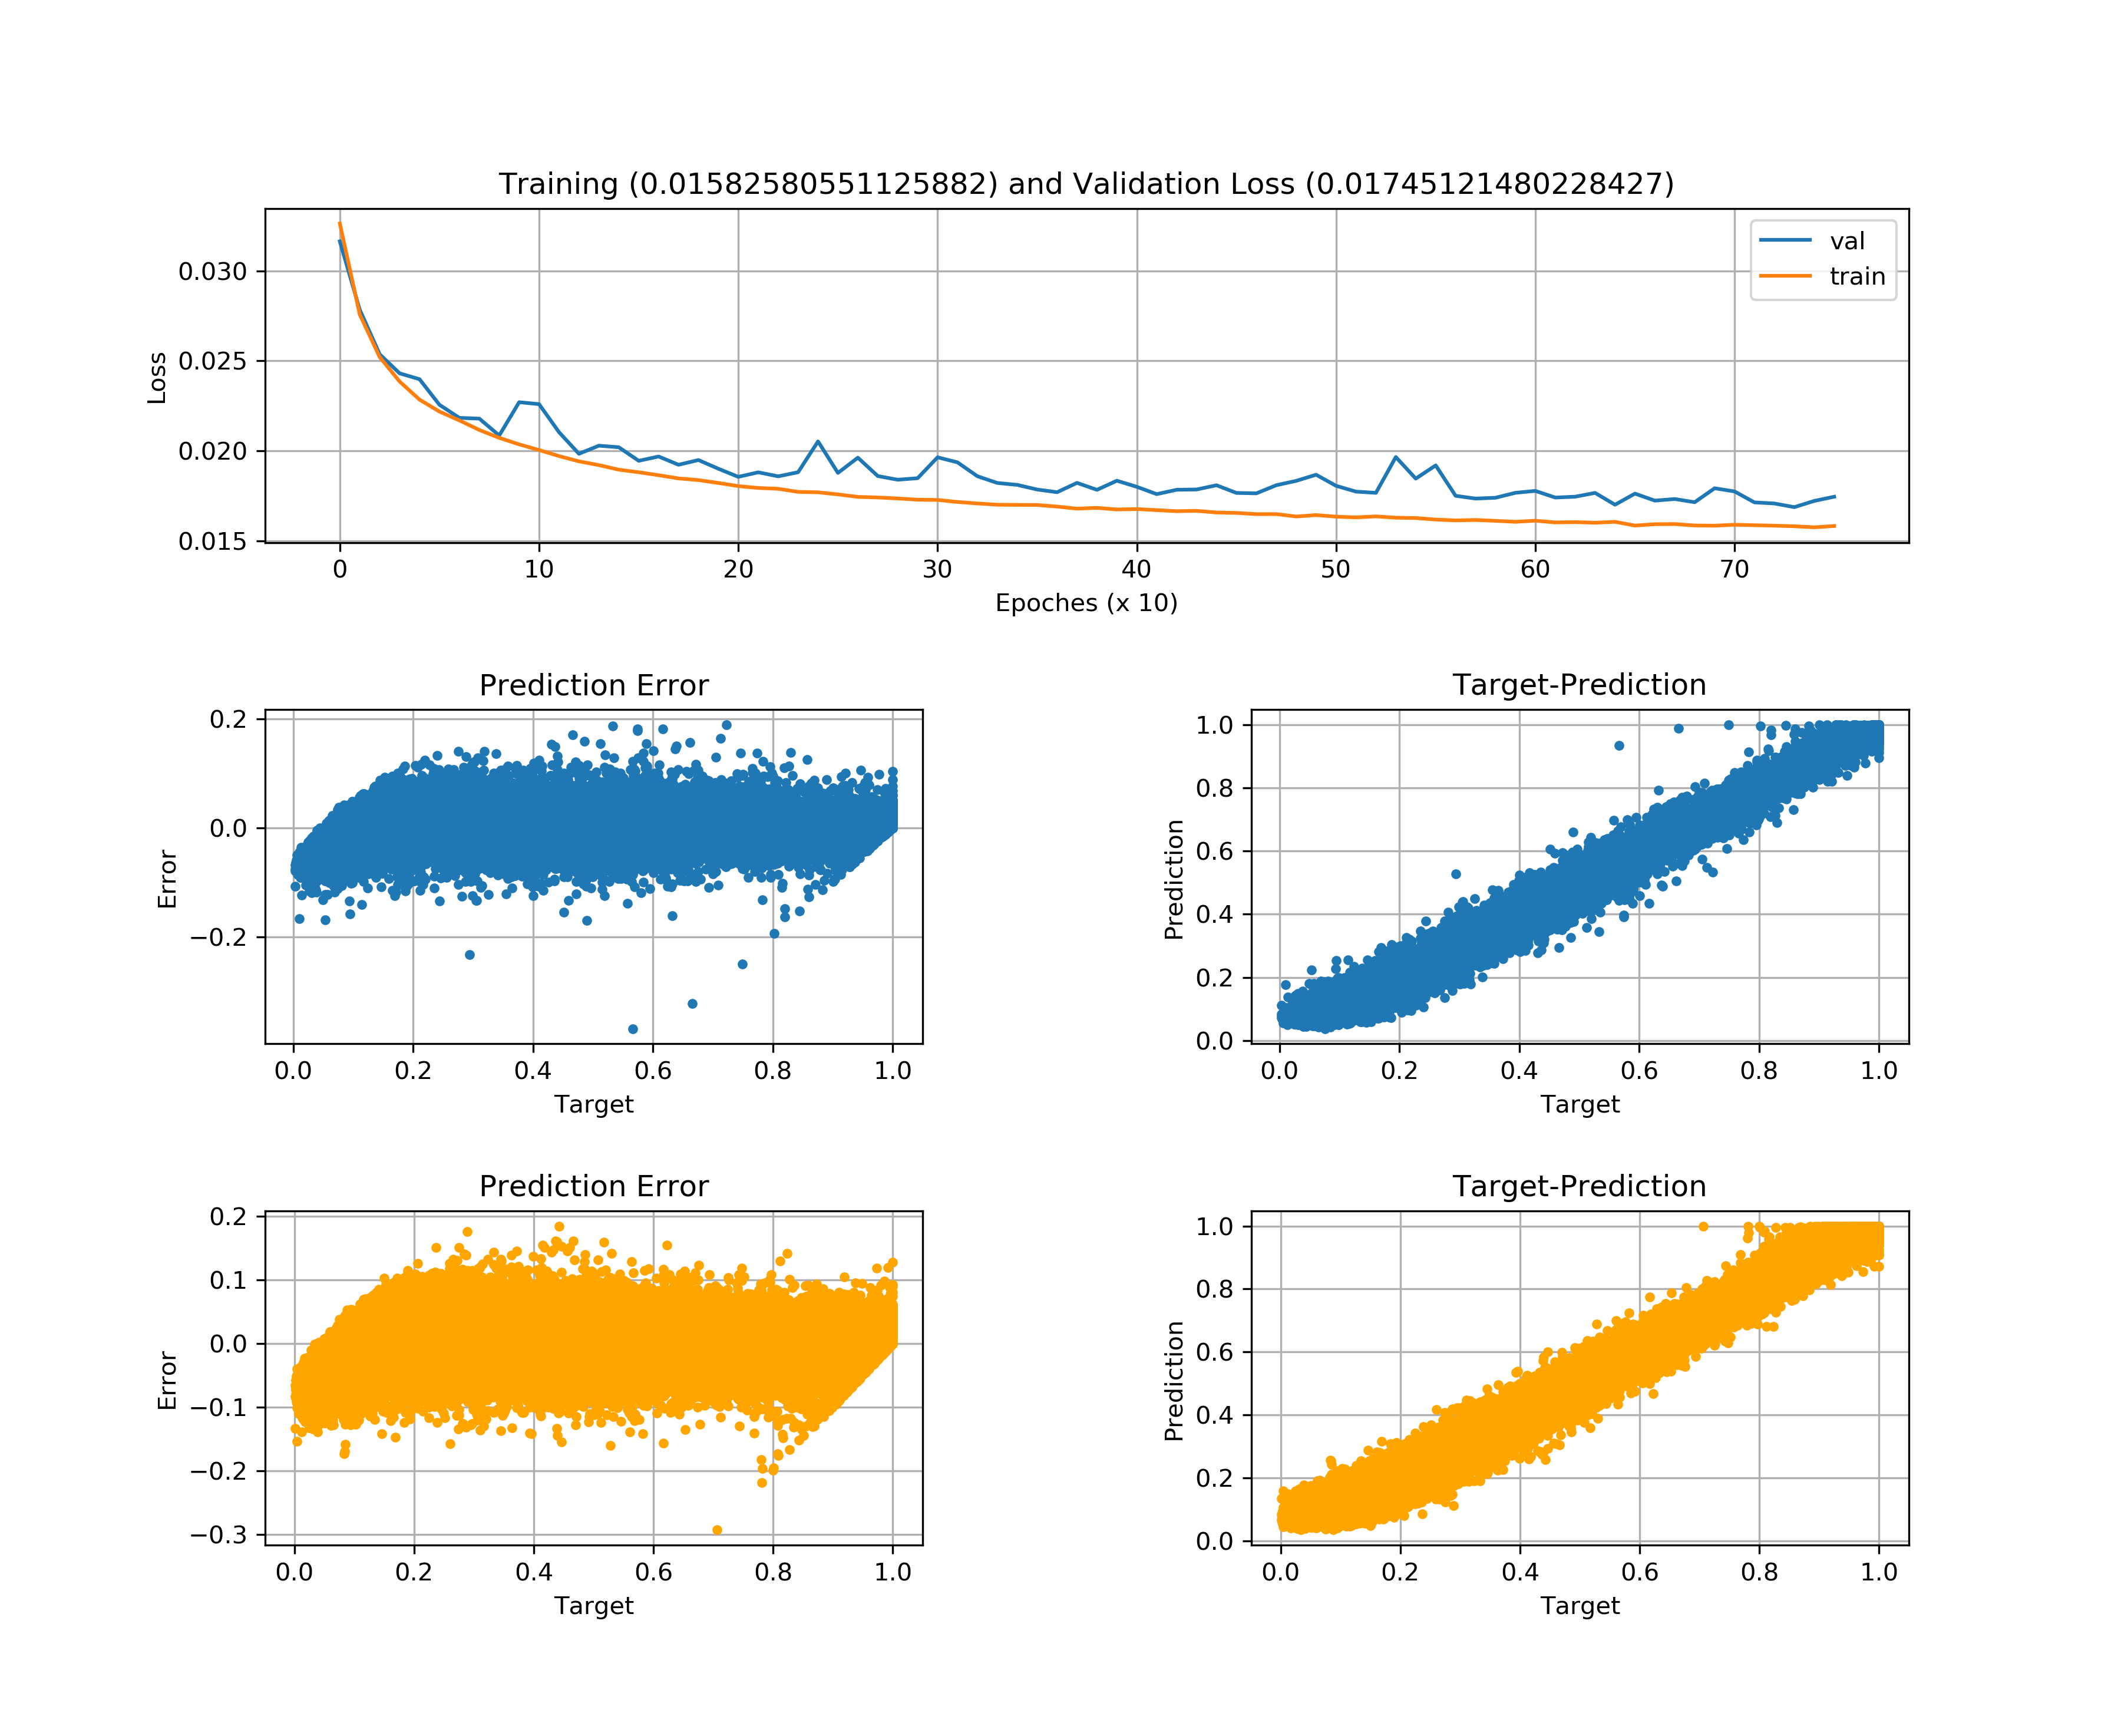 Training (0.01582580551125882) and Validation Loss (0.01745121480228427)
val
train
0.030
0.025
0.020
0.015
Loss
0 10 20 30 40 50 60 70
Epoches (x 10)
Prediction Error
0.2
0.0
−0.2
Error
0.0 0.2 0.4 0.6 0.8 1.0
Target
Target-Prediction
1.0
0.8
0.6
0.4
0.2
0.0
Prediction
0.0 0.2 0.4 0.6 0.8 1.0
Target
Prediction Error
0.2
0.1
0.0
−0.1
−0.2
−0.3
Error
0.0 0.2 0.4 0.6 0.8 1.0
Target
Target-Prediction
1.0
0.8
0.6
0.4
0.2
0.0
Prediction
0.0 0.2 0.4 0.6 0.8 1.0
Target